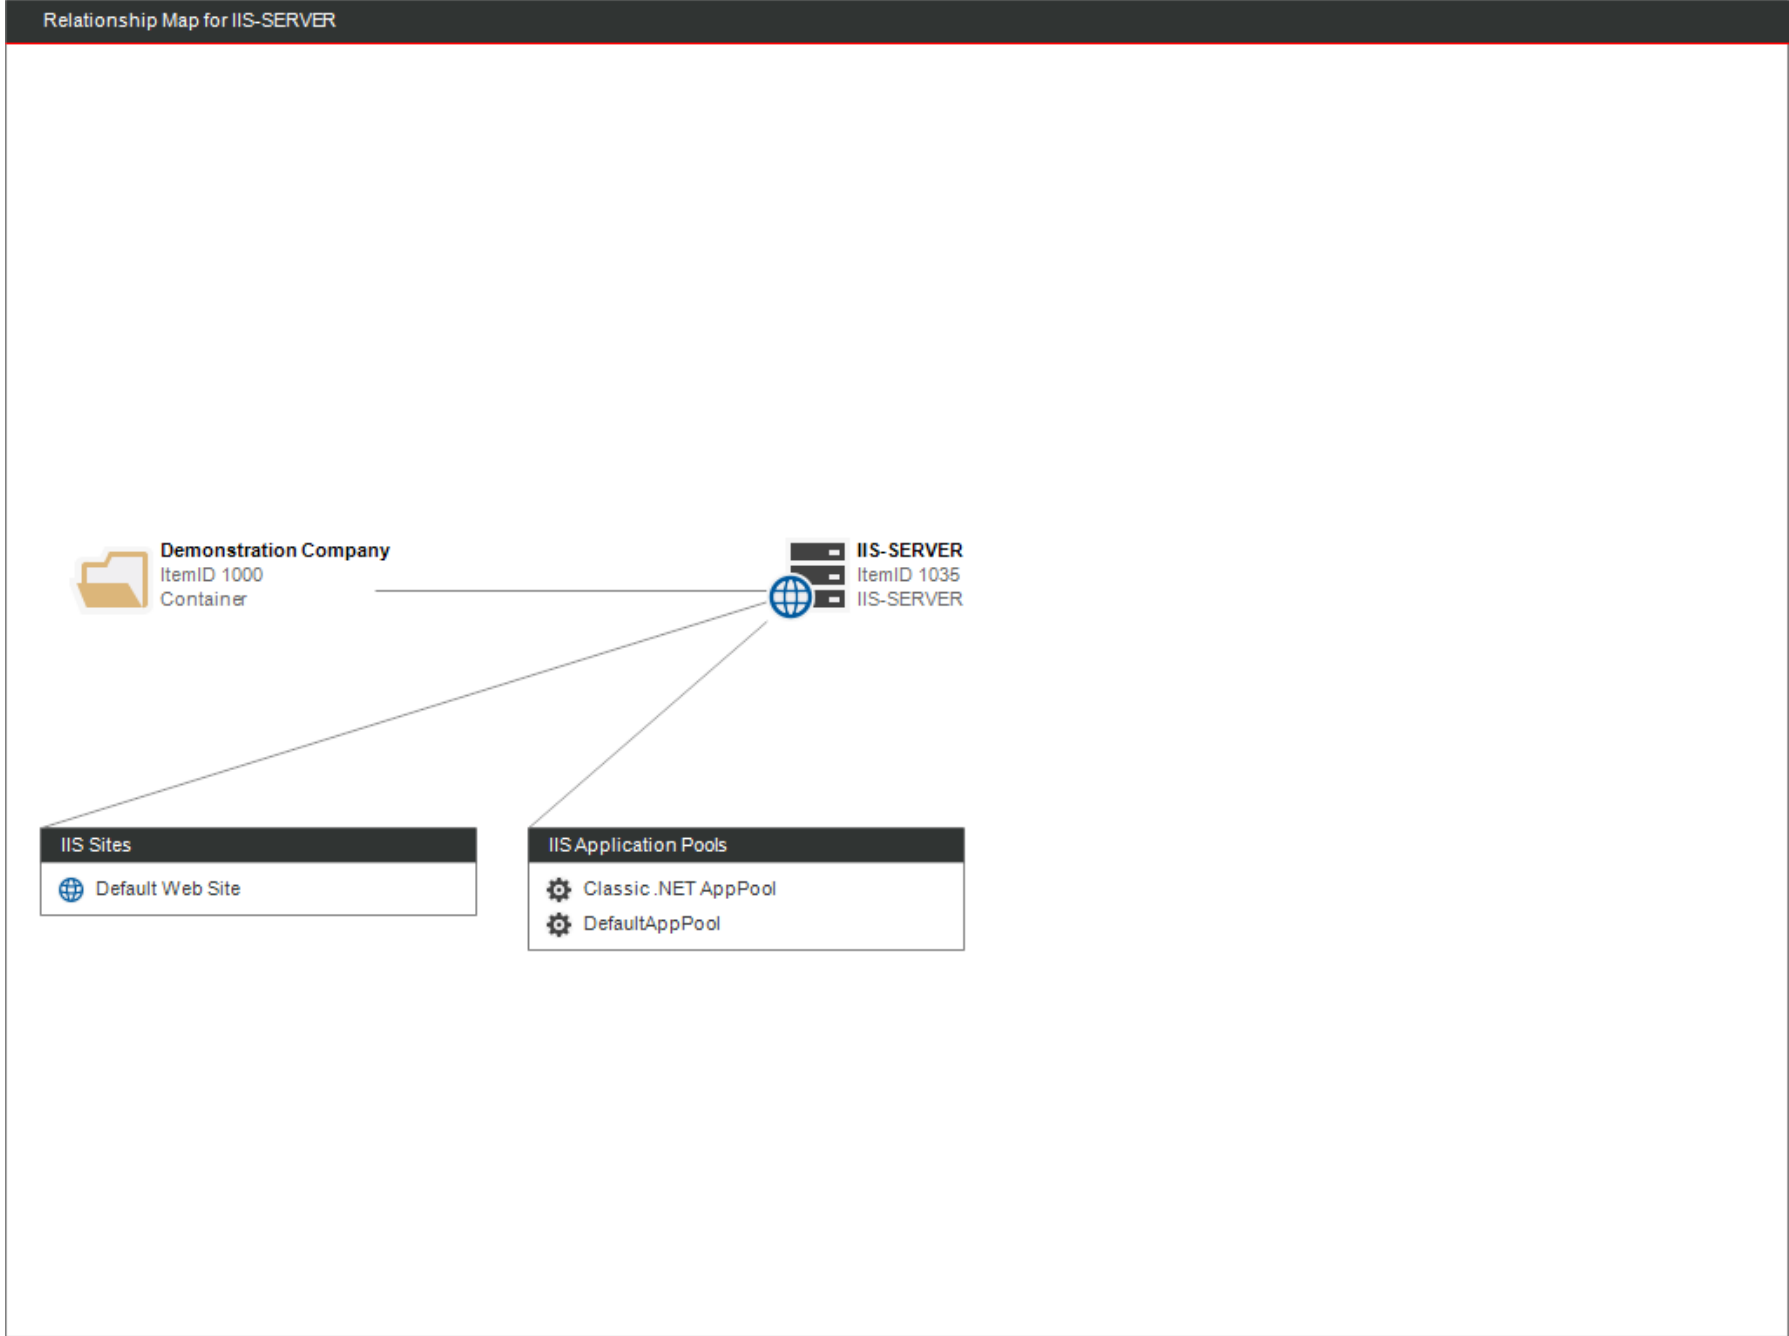 Relationship Map for IIS-SERVER
Demonstration Company
ItemID 1000
Container
IIS-SERVER
ItemID 1035
IIS-SERVER
IIS Sites
Default Web Site
IIS Application Pools
Classic .NET AppPool
DefaultAppPool